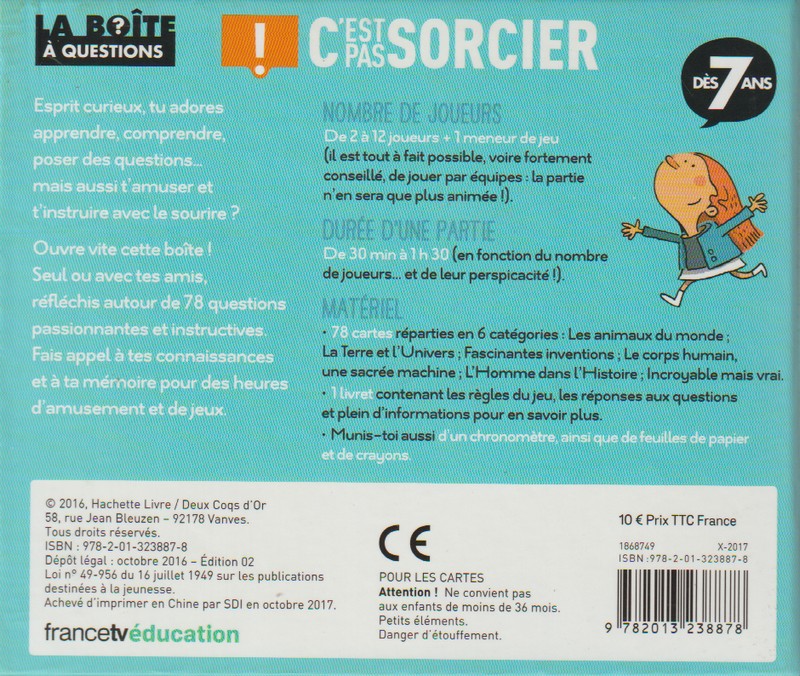 LA BOÎTE
À QUESTIONS
! C'EST PAS SORCIER
DÈS 7 ANS
Esprit curieux, tu adores
apprendre, comprendre,
poser des questions...
mais aussi t'amuser et
t'instruire avec le sourire ?
Ouvre vite cette boîte !
Seul ou avec tes amis,
réfléchis autour de 78 questions
passionnantes et instructives.
Fais appel à tes connaissances
et à ta mémoire pour des heures
d'amusement et de jeux.
NOMBRE DE JOUEURS
De 2 à 12 joueurs + 1 meneur de jeu
(il est tout à fait possible, voire fortement
conseillé, de jouer par équipes : la partie
n'en sera que plus animée !).
DURÉE D'UNE PARTIE
De 30 min à 1 h 30 (en fonction du nombre
de joueurs... et de leur perspicacité !).
MATÉRIEL
• 78 cartes réparties en 6 catégories : Les animaux du monde ;
La Terre et l'Univers ; Fascinantes inventions ; Le corps humain,
une sacrée machine ; L'Homme dans l'Histoire ; Incroyable mais vrai.
• 1 livret contenant les règles du jeu, les réponses aux questions
et plein d'informations pour en savoir plus.
• Munis-toi aussi d'un chronomètre, ainsi que de feuilles de papier
et de crayons.
© 2016, Hachette Livre / Deux Coqs d'Or
58, rue Jean Bleuzen – 92178 Vanves.
Tous droits réservés.
ISBN : 978-2-01-323887-8
Dépôt légal : octobre 2016 – Édition 02
Loi n° 49-956 du 16 juillet 1949 sur les publications
destinées à la jeunesse.
Achevé d'imprimer en Chine par SDI en octobre 2017.
francetvéducation
CE
POUR LES CARTES
Attention ! Ne convient pas
aux enfants de moins de 36 mois.
Petits éléments.
Danger d'étouffement.
10 € Prix TTC France
1868749 X-2017
ISBN : 978-2-01-323887-8
9 782013 238878